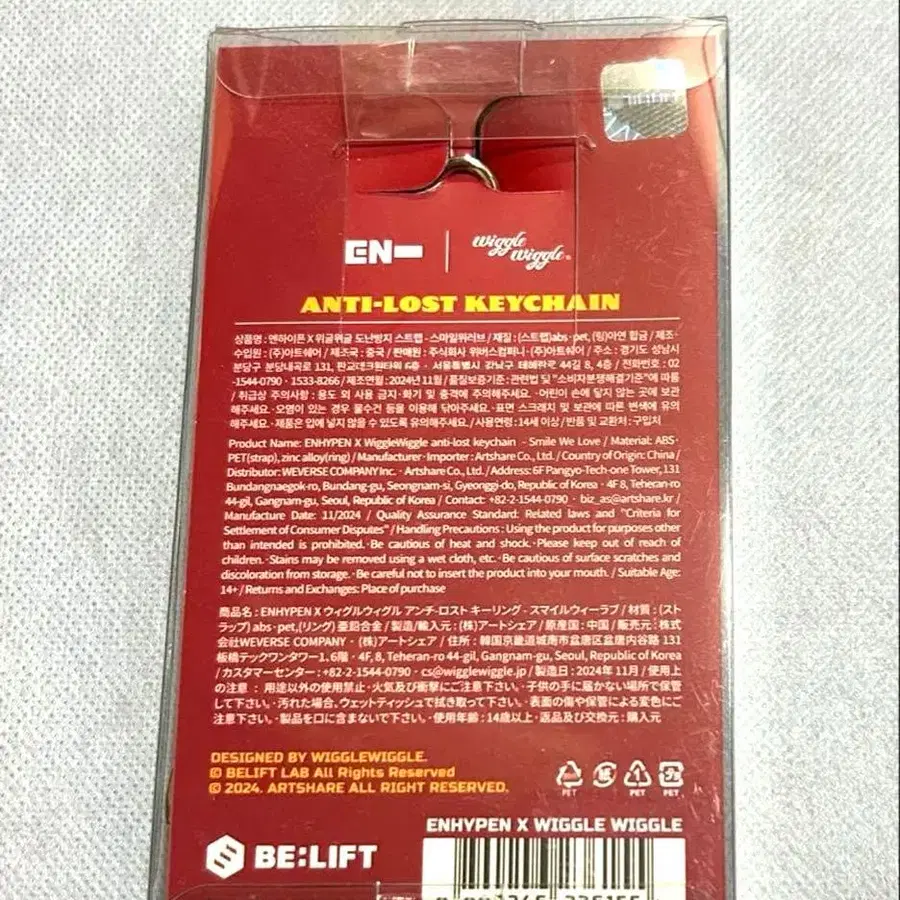 BE:LIFT
EN-
wiggle wiggle
ANTI-LOST KEYCHAIN
상품명 : 엔하이픈 X 위글위글 도난방지 스트랩 - 스마일위러브 / 재질 : (스트랩)abs · pet, (링)아연 합금 / 제조 ·
수입원 : (주)아트쉐어 / 제조국 : 중국 / 판매원 : 주식회사 위버스컴퍼니 · (주)아트쉐어 / 주소 : 경기도 성남시
분당구 분당내곡로 131, 판교테크원타워 6층 · 서울특별시 강남구 테헤란로 44길 8, 4층 / 전화번호 : 02
-1544-0790 · 1533-8266 / 제조연월 : 2024년 11월 / 품질보증기준 : 관련법 및 "소비자분쟁해결기준"에 따름
/ 취급상 주의사항 : 용도 외 사용 금지 · 화기 및 충격에 주의해주세요. · 어린이 손에 닿지 않는 곳에 보관
해주세요. · 오염이 있는 경우 물수건 등을 이용해 닦아주세요. · 표면 스크래치 및 보관에 따른 변색에 유의
해주세요. · 제품은 입에 넣지 않을 수 있도록 유의해주세요. / 사용연령 : 14세 이상 / 반품 및 교환처 : 구입처
Product Name: ENHYPEN X WiggleWiggle anti-lost keychain - Smile We Love / Material: ABS ·
PET(strap), zinc alloy(ring) / Manufacturer · Importer : Artshare Co., Ltd. / Country of Origin: China /
Distributor: WEVERSE COMPANY Inc. · Artshare Co., Ltd. / Address: 6F Pangyo-Tech-one Tower, 131
Bundangnaegok-ro, Bundang-gu, Seongnam-si, Gyeonggi-do, Republic of Korea · 4F 8, Teheran-ro
44-gil, Gangnam-gu, Seoul, Republic of Korea / Contact: +82-2-1544-0790 · biz_as@artshare.kr /
Manufacture Date: 11/2024 / Quality Assurance Standard: Related laws and "Criteria for
Settlement of Consumer Disputes" / Handling Precautions : Using the product for purposes other
than intended is prohibited. · Be cautious of heat and shock. · Please keep out of reach of
children. · Stains may be removed using a wet cloth, etc. · Be cautious of surface scratches and
discoloration from storage. · Be careful not to insert the product into your mouth. / Suitable Age:
14+ / Returns and Exchanges: Place of purchase
商品名 : ENHYPEN X ウィグルウィグル アンチ·ロスト キーリング - スマイルウィーラブ / 材質 : (スト
ラップ) abs · pet, (リング) 亜鉛合金 / 製造/輸入元 : (株)アートシェア / 原産国 : 中国 / 販売元 : 株式
会社WEVERSE COMPANY · (株)アートシェア / 住所 : 韓国京畿道城南市盆唐区盆唐内谷路 131
板橋テックワンタワー1, 6階 · 4F, 8, Teheran-ro 44-gil, Gangnam-gu, Seoul, Republic of Korea
/ カスタマーセンター : +82-2-1544-0790 · cs@wigglewiggle.jp / 製造日 : 2024年 11月 / 使用上
の注意 : 用途以外の使用禁止 · 火気及び衝撃にご注意下さい。· 子供の手に届かない場所で保管
して下さい。· 汚れた場合、ウェットティッシュで拭き取って下さい。· 表面の傷や保管による変色にご
注意下さい。· 製品を口に含まないで下さい。· 使用年齢 : 14歳以上 · 返品及び交換元 : 購入元
DESIGNED BY WIGGLEWIGGLE.
© BELIFT LAB All Rights Reserved
© 2024. ARTSHARE ALL RIGHT RESERVED.
PET PET PET
ENHYPEN X WIGGLE WIGGLE
BE:LIFT